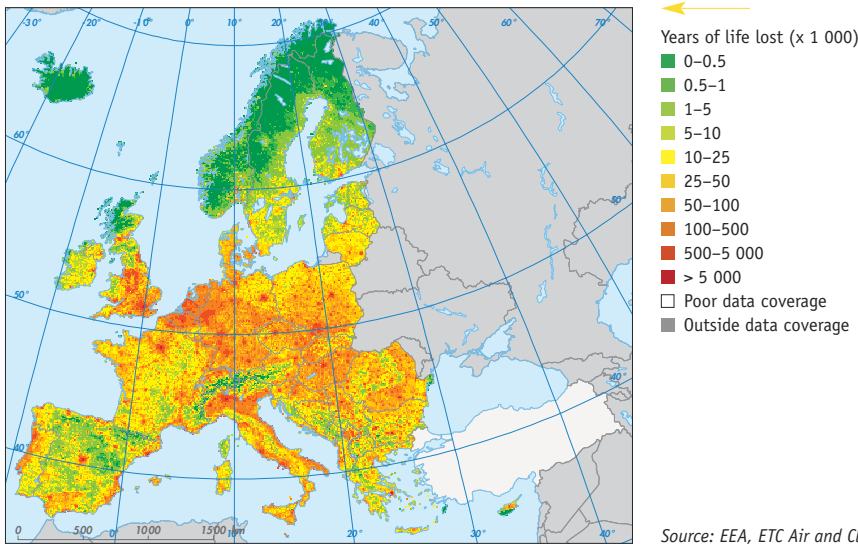 -30° -20° -10° 0° 10° 20° 30° 40° 50° 60° 70°
60°
50°
50°
40°
40°
0 500 1000 1500 km
0° 10° 20° 30° 40°
Years of life lost (x 1 000)
0–0.5
0.5–1
1–5
5–10
10–25
25–50
50–100
100–500
500–5 000
> 5 000
Poor data coverage
Outside data coverage
Source: EEA, ETC Air and